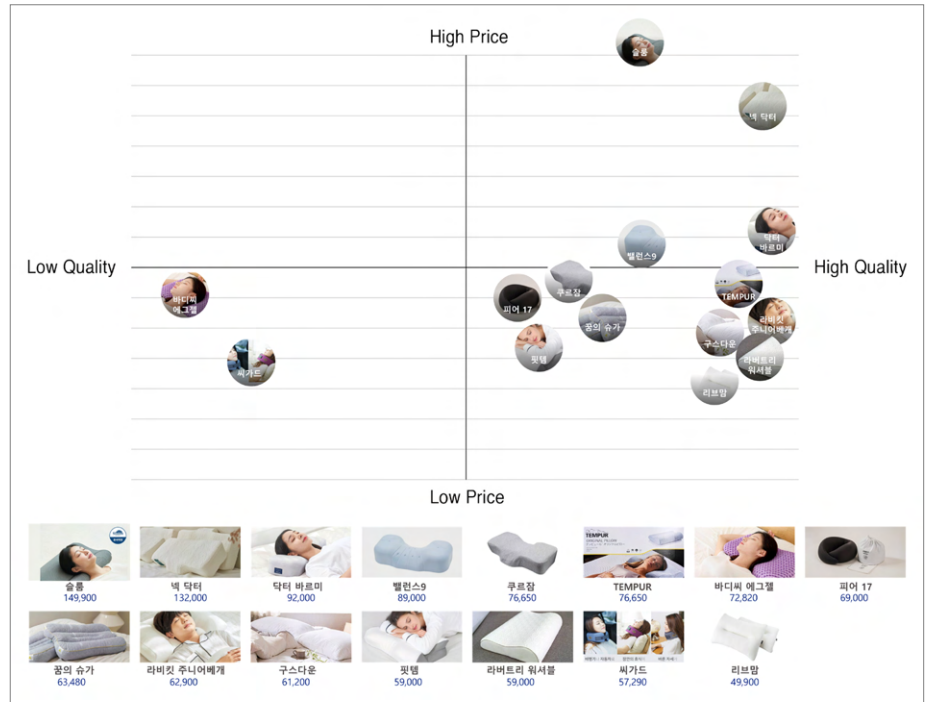 High Price
슬룸
넥 닥터
닥터
바르미
밸런스9
Low Quality
High Quality
바디씨
에그젤
쿠르잠
TEMPUR
피어 17
꿈의 슈가
라비킷
주니어베개
구스다운
핏템
라버트리
워셔블
씨가드
리브맘
Low Price
TEMPUR
슬룸
넥 닥터
닥터 바르미
밸런스9
쿠르잠
TEMPUR
바디씨 에그젤
피어 17
149,900
132,000
92,000
89,000
76,650
76,650
72,820
69,000
꿈의 슈가
라비킷 주니어베개
구스다운
핏템
라버트리 워셔블
씨가드
리브맘
63,480
62,900
61,200
59,000
59,000
57,290
49,900